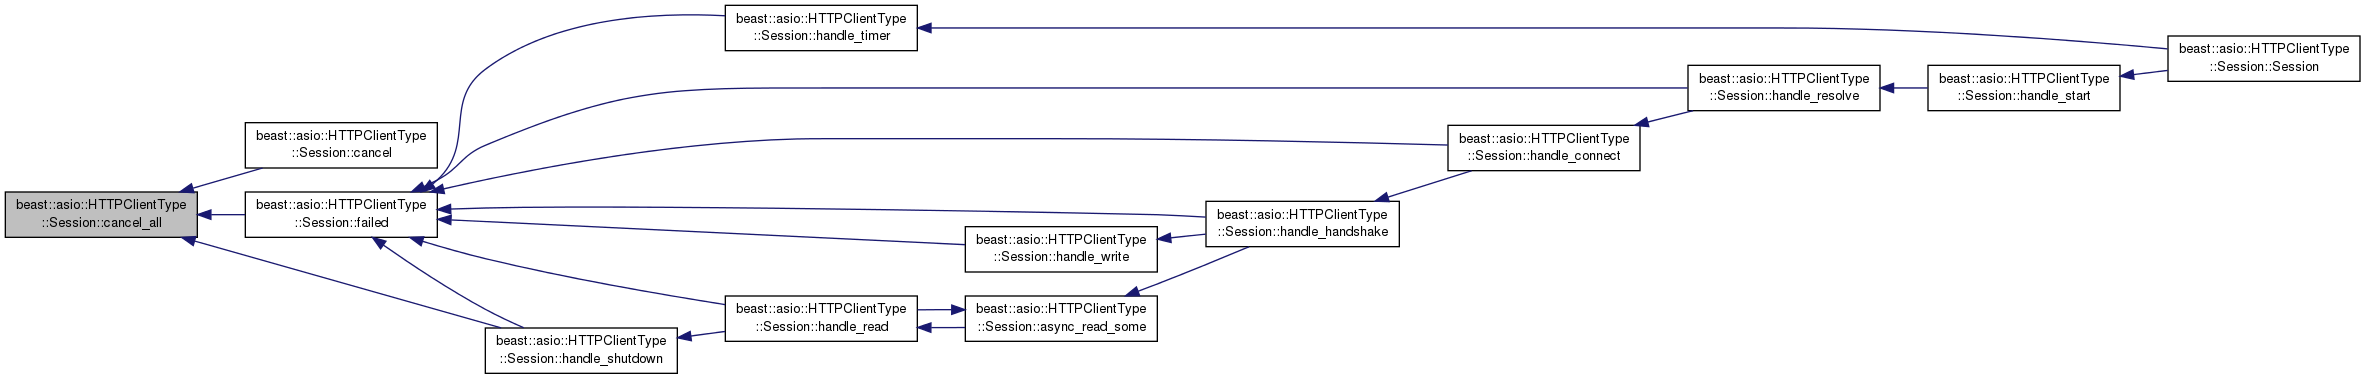 beast::asio::HTTPClientType
::Session::handle_timer
beast::asio::HTTPClientType
::Session::Session
beast::asio::HTTPClientType
::Session::handle_resolve
beast::asio::HTTPClientType
::Session::handle_start
beast::asio::HTTPClientType
::Session::cancel
beast::asio::HTTPClientType
::Session::handle_connect
beast::asio::HTTPClientType
::Session::cancel_all
beast::asio::HTTPClientType
::Session::failed
beast::asio::HTTPClientType
::Session::handle_handshake
beast::asio::HTTPClientType
::Session::handle_write
beast::asio::HTTPClientType
::Session::handle_read
beast::asio::HTTPClientType
::Session::async_read_some
beast::asio::HTTPClientType
::Session::handle_shutdown